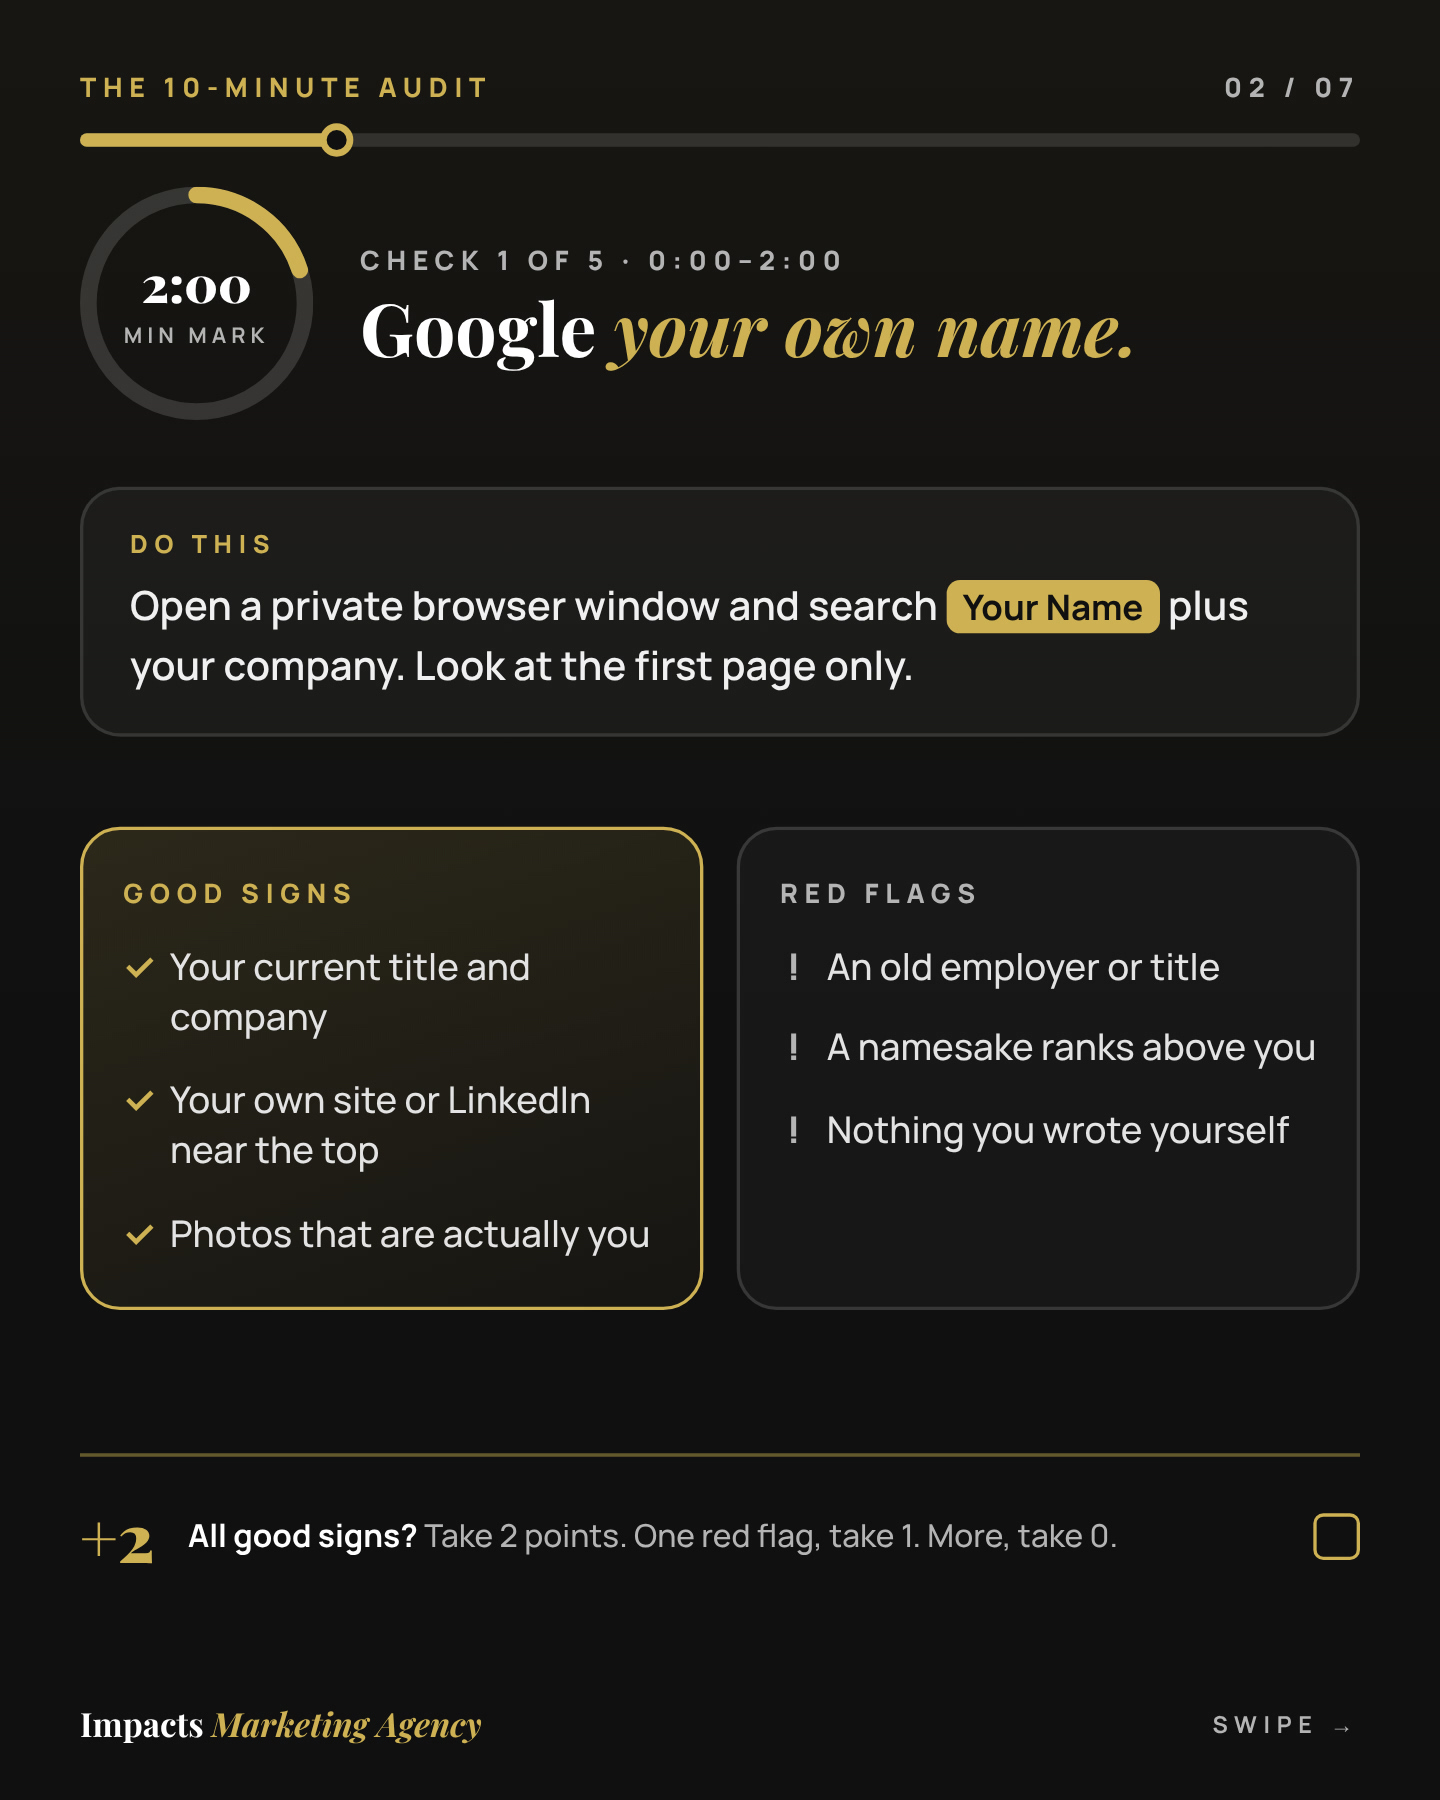 THE 10-MINUTE AUDIT
02 / 07
2:00
MIN MARK
CHECK 1 OF 5 · 0:00–2:00
Google your own name.
DO THIS
Open a private browser window and search Your Name plus
your company. Look at the first page only.
GOOD SIGNS
✓ Your current title and
company
✓ Your own site or LinkedIn
near the top
✓ Photos that are actually you
RED FLAGS
! An old employer or title
! A namesake ranks above you
! Nothing you wrote yourself
+2 All good signs? Take 2 points. One red flag, take 1. More, take 0.
Impacts Marketing Agency
SWIPE →